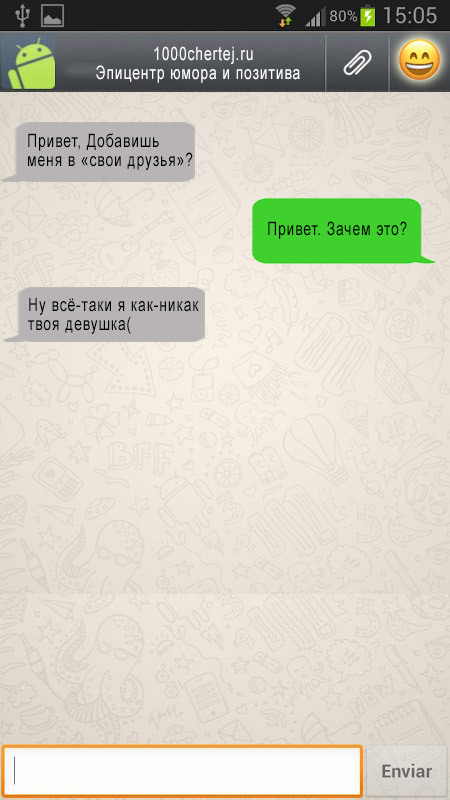 80% 15:05
1000chertej.ru
Эпицентр юмора и позитива
Привет, Добавишь
меня в «свои друзья»?
Привет. Зачем это?
Ну всё-таки я как-никак
твоя девушка(
Enviar